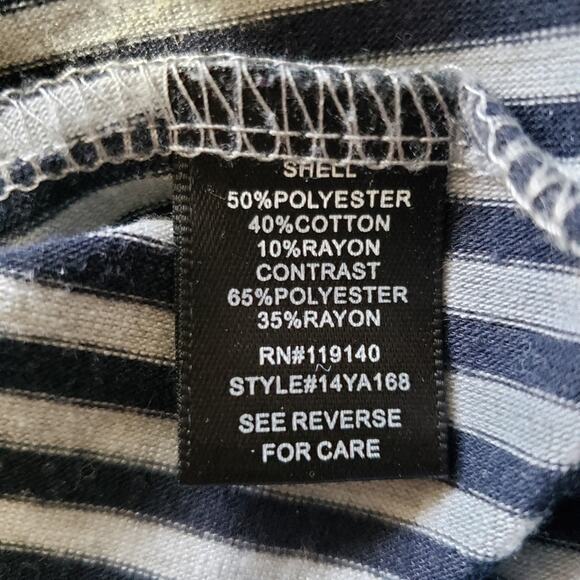 SHELL
50%POLYESTER
40%COTTON
10%RAYON
CONTRAST
65%POLYESTER
35%RAYON
RN#119140
STYLE#14YA168
SEE REVERSE
FOR CARE